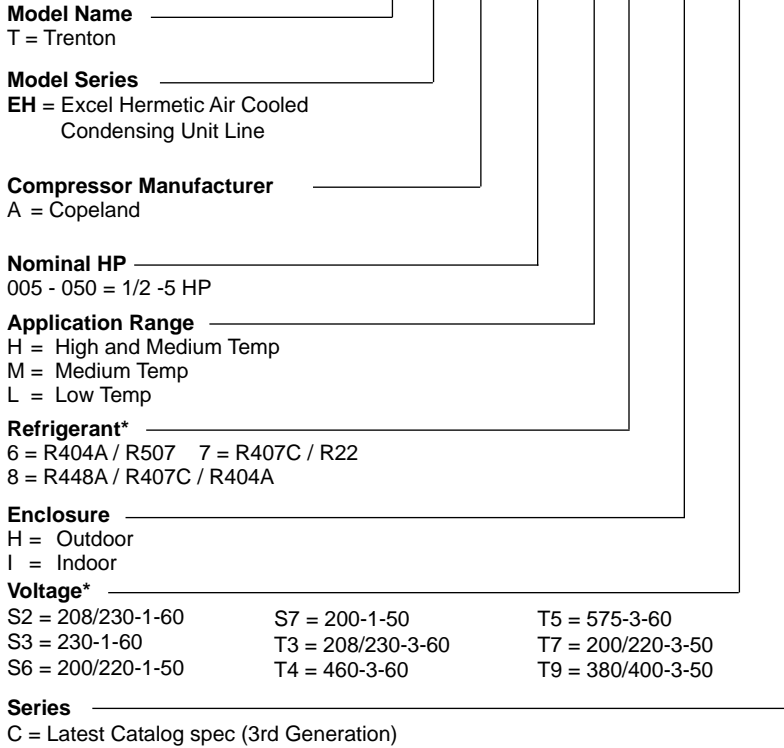 Model Name
T = Trenton
Model Series
EH = Excel Hermetic Air Cooled
Condensing Unit Line
Compressor Manufacturer
A = Copeland
Nominal HP
005 - 050 = 1/2 -5 HP
Application Range
H = High and Medium Temp
M = Medium Temp
L = Low Temp
Refrigerant*
6 = R404A / R507 7 = R407C / R22
8 = R448A / R407C / R404A
Enclosure
H = Outdoor
I = Indoor
Voltage*
S2 = 208/230-1-60 S7 = 200-1-50 T5 = 575-3-60
S3 = 230-1-60 T3 = 208/230-3-60 T7 = 200/220-3-50
S6 = 200/220-1-50 T4 = 460-3-60 T9 = 380/400-3-50
Series
C = Latest Catalog spec (3rd Generation)